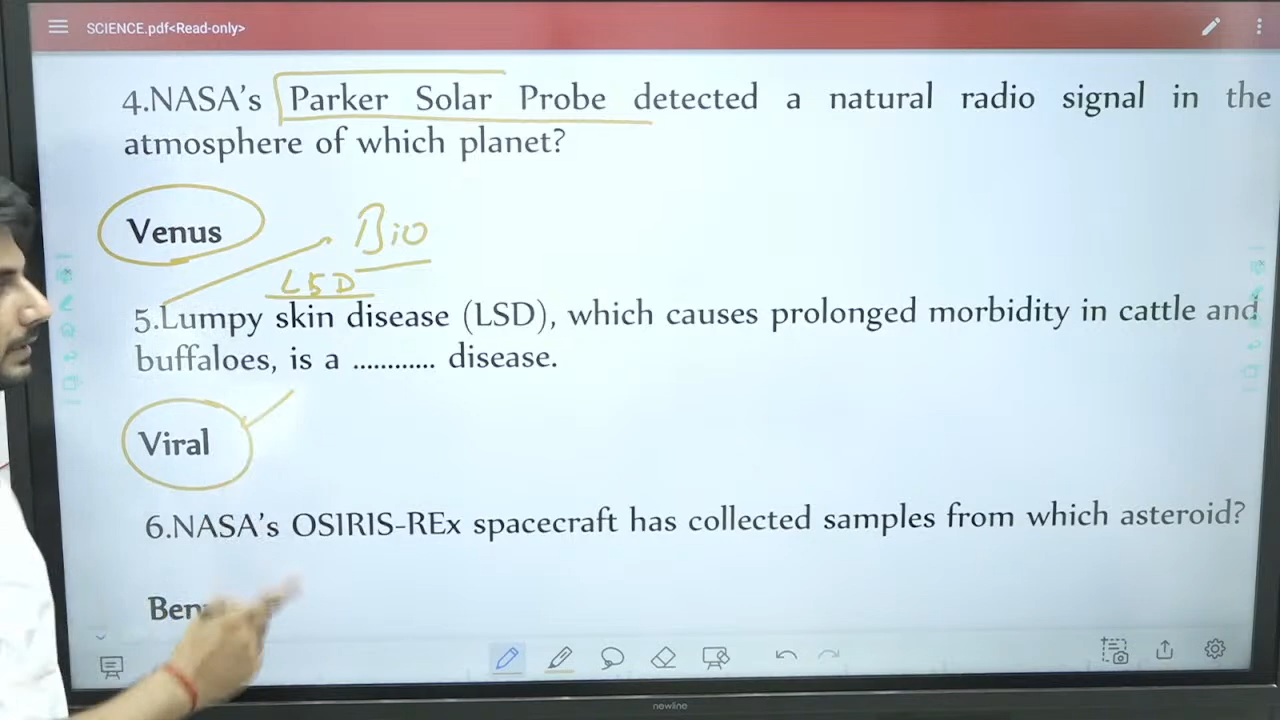 SCIENCE.pdf<Read-only>
4.NASA's Parker Solar Probe detected a natural radio signal in the
atmosphere of which planet?
Venus
Bio
LSD
5.Lumpy skin disease (LSD), which causes prolonged morbidity in cattle and
buffaloes, is a ............ disease.
Viral
6.NASA's OSIRIS-REx spacecraft has collected samples from which asteroid?
newline